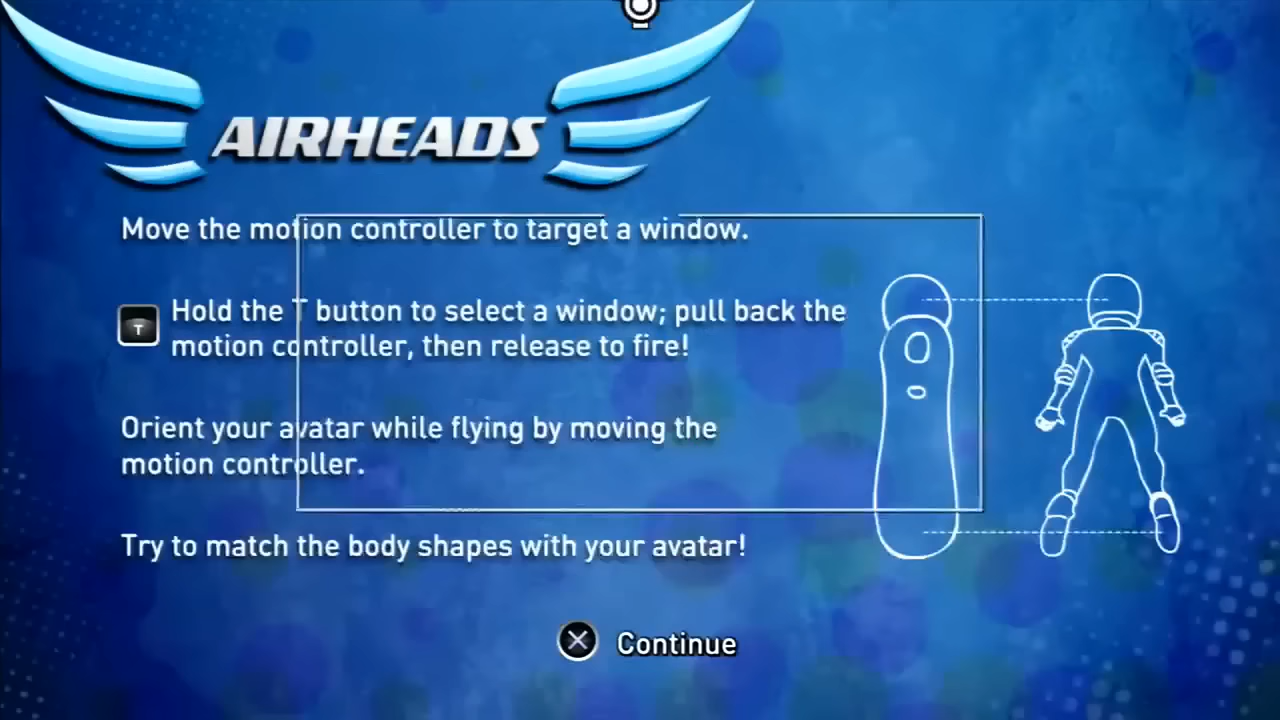 AIRHEADS
Move the motion controller to target a window.
T
Hold the T button to select a window; pull back the
motion controller, then release to fire!
Orient your avatar while flying by moving the
motion controller.
Try to match the body shapes with your avatar!
Continue